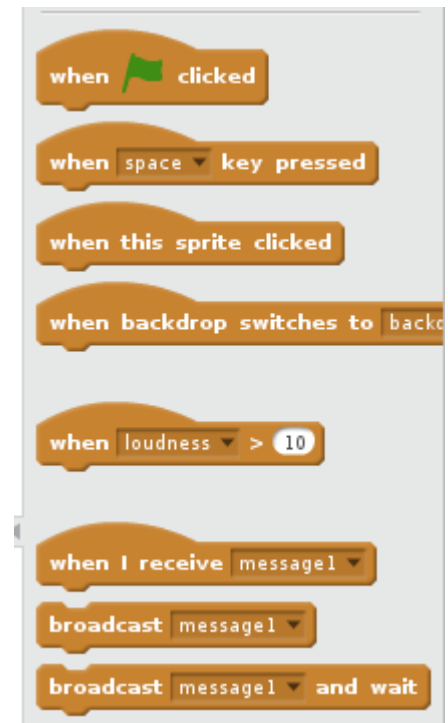 when clicked
when space key pressed
when this sprite clicked
when backdrop switches to
when loudness > 10
when I receive message1
broadcast message1
broadcast message1 and wait